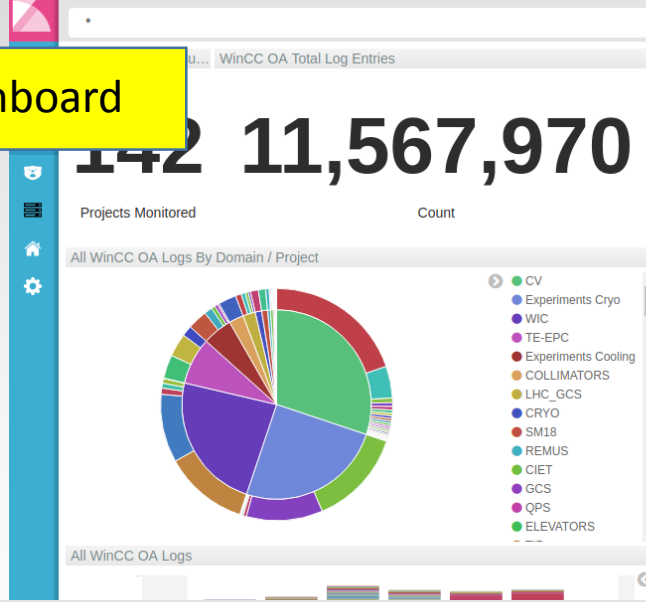 *
u... WinCC OA Total Log Entries
nboard
142 11,567,970
Projects Monitored Count
All WinCC OA Logs By Domain / Project
CV
Experiments Cryo
WIC
TE-EPC
Experiments Cooling
COLLIMATORS
LHC_GCS
CRYO
SM18
REMUS
CIET
GCS
QPS
ELEVATORS
All WinCC OA Logs